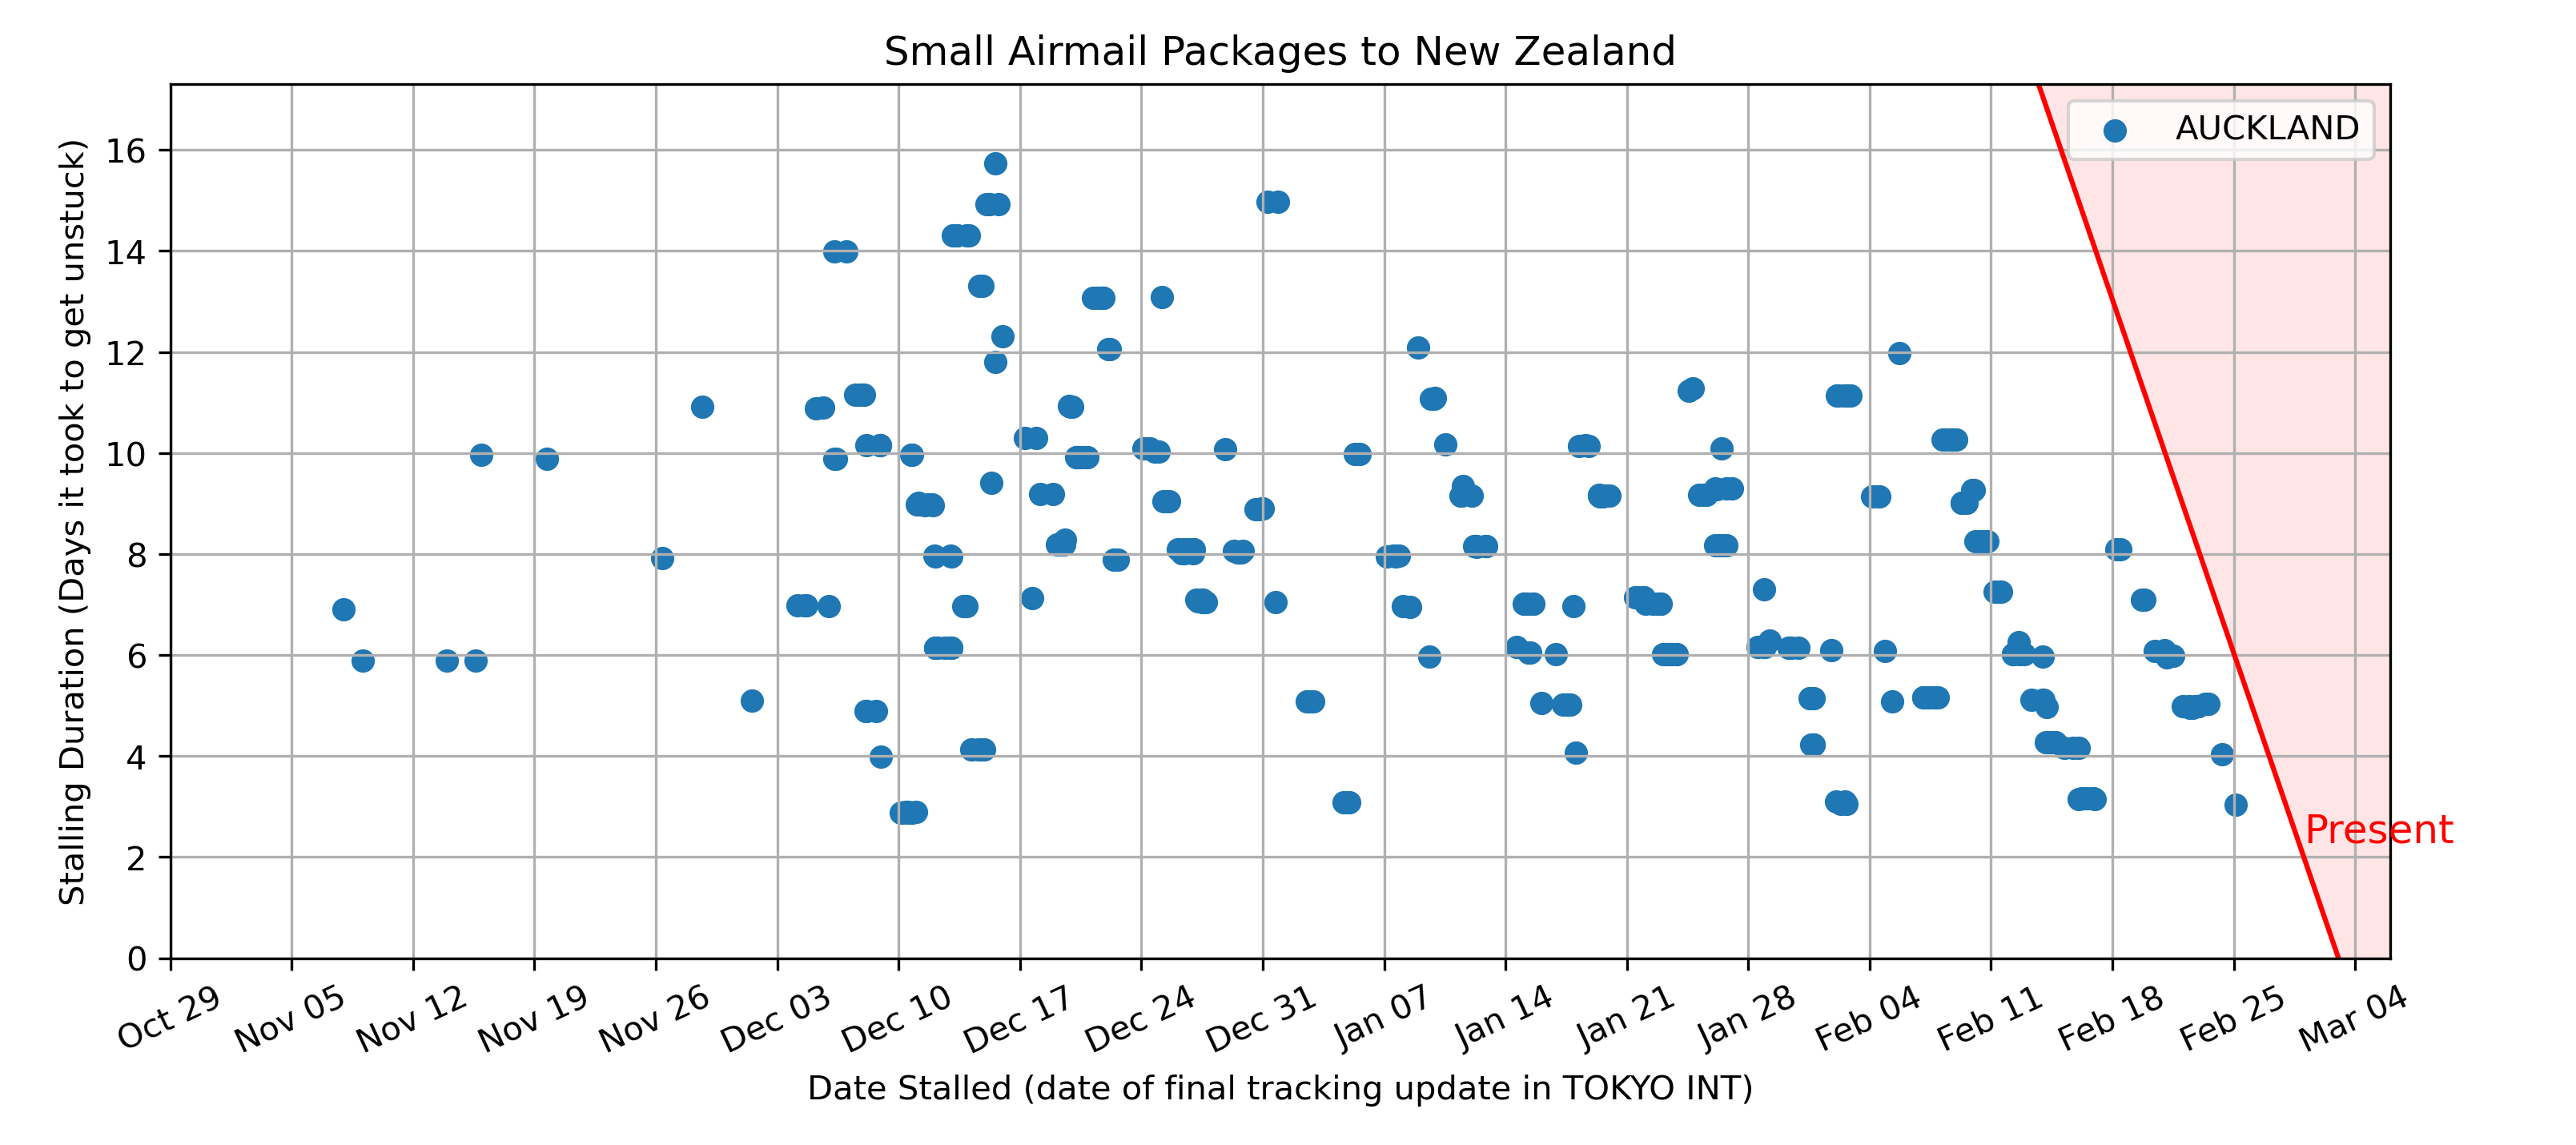 Small Airmail Packages to New Zealand
AUCKLAND
Stalling Duration (Days it took to get unstuck)
16
14
12
10
8
6
4
2
0
Present
Oct 29
Nov 05
Nov 12
Nov 19
Nov 26
Dec 03
Dec 10
Dec 17
Dec 24
Dec 31
Jan 07
Jan 14
Jan 21
Jan 28
Feb 04
Feb 11
Feb 18
Feb 25
Mar 04
Date Stalled (date of final tracking update in TOKYO INT)